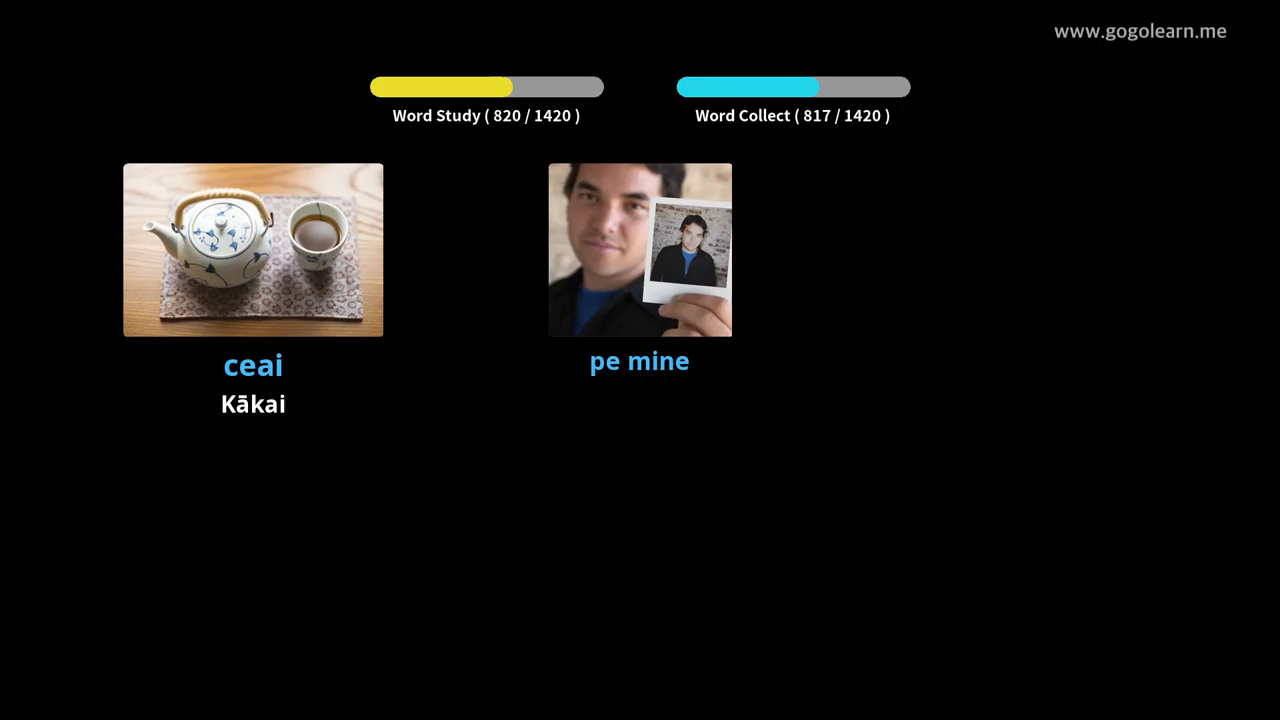 www.gogolearn.me
Word Study ( 820 / 1420 )
Word Collect ( 817 / 1420 )
ceai
pe mine
Kākai